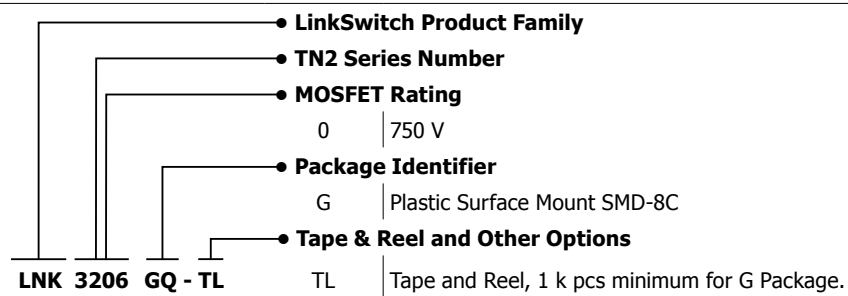 • LinkSwitch Product Family
• TN2 Series Number
• MOSFET Rating
0 750 V
• Package Identifier
G Plastic Surface Mount SMD-8C
• Tape & Reel and Other Options
LNK 3206 GQ - TL TL Tape and Reel, 1 k pcs minimum for G Package.